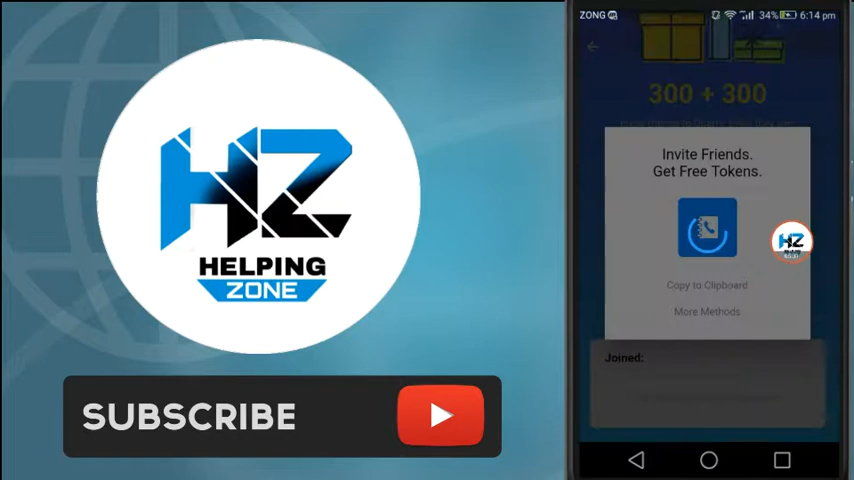 HZ
HELPING
ZONE
SUBSCRIBE
ZONG
34%
6:14 pm
300 + 300
Invite Friends.
Get Free Tokens.
HZ
Copy to Clipboard
More Methods
Joined: